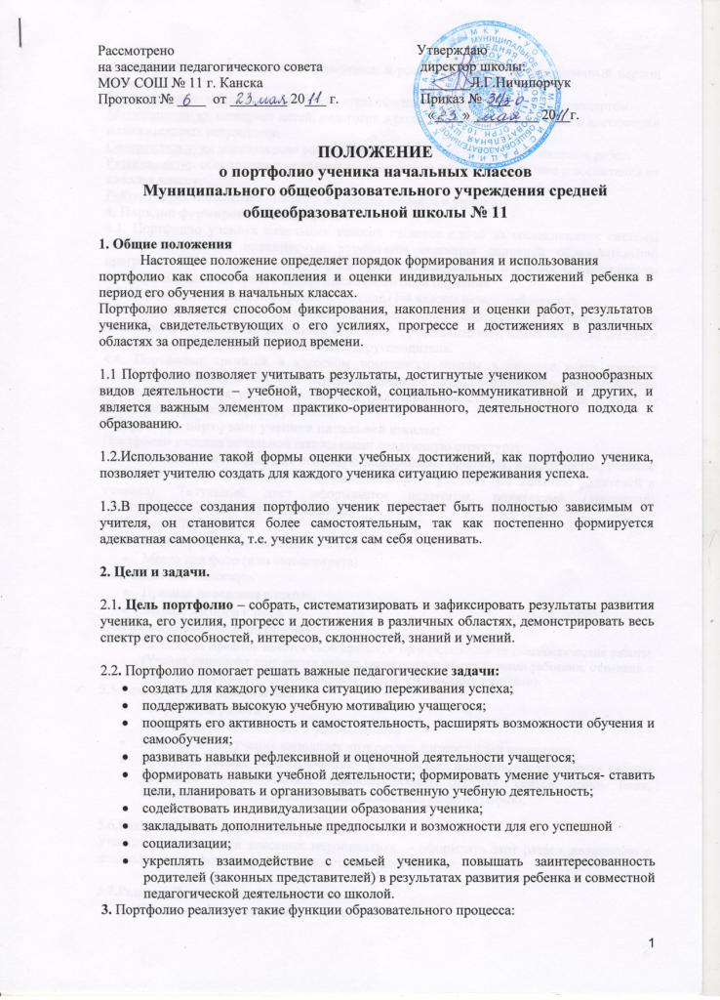 Рассмотрено Утверждаю
на заседании педагогического совета директор школы:
МОУ СОШ № 11 г. Канска Л.Г.Ничипорчук
Протокол № 6 от 23 мая 2011 г. Приказ №
« 23 » мая 2011 г.
ПОЛОЖЕНИЕ
о портфолио ученика начальных классов
Муниципального общеобразовательного учреждения средней
общеобразовательной школы № 11
1. Общие положения
Настоящее положение определяет порядок формирования и использования
портфолио как способа накопления и оценки индивидуальных достижений ребенка в
период его обучения в начальных классах.
Портфолио является способом фиксирования, накопления и оценки работ, результатов
ученика, свидетельствующих о его усилиях, прогрессе и достижениях в различных
областях за определенный период времени.
1.1 Портфолио позволяет учитывать результаты, достигнутые учеником разнообразных
видов деятельности – учебной, творческой, социально-коммуникативной и других, и
является важным элементом практико-ориентированного, деятельностного подхода к
образованию.
1.2.Использование такой формы оценки учебных достижений, как портфолио ученика,
позволяет учителю создать для каждого ученика ситуацию переживания успеха.
1.3.В процессе создания портфолио ученик перестает быть полностью зависимым от
учителя, он становится более самостоятельным, так как постепенно формируется
адекватная самооценка, т.е. ученик учится сам себя оценивать.
2. Цели и задачи.
2.1. Цель портфолио – собрать, систематизировать и зафиксировать результаты развития
ученика, его усилия, прогресс и достижения в различных областях, демонстрировать весь
спектр его способностей, интересов, склонностей, знаний и умений.
2.2. Портфолио помогает решать важные педагогические задачи:
• создать для каждого ученика ситуацию переживания успеха;
• поддерживать высокую учебную мотивацию учащегося;
• поощрять его активность и самостоятельность, расширять возможности обучения и
самообучения;
• развивать навыки рефлексивной и оценочной деятельности учащегося;
• формировать навыки учебной деятельности; формировать умение учиться- ставить
цели, планировать и организовывать собственную учебную деятельность;
• содействовать индивидуализации образования ученика;
• закладывать дополнительные предпосылки и возможности для его успешной
• социализации;
• укреплять взаимодействие с семьей ученика, повышать заинтересованность
родителей (законных представителей) в результатах развития ребенка и совместной
педагогической деятельности со школой.
3. Портфолио реализует такие функции образовательного процесса:
1